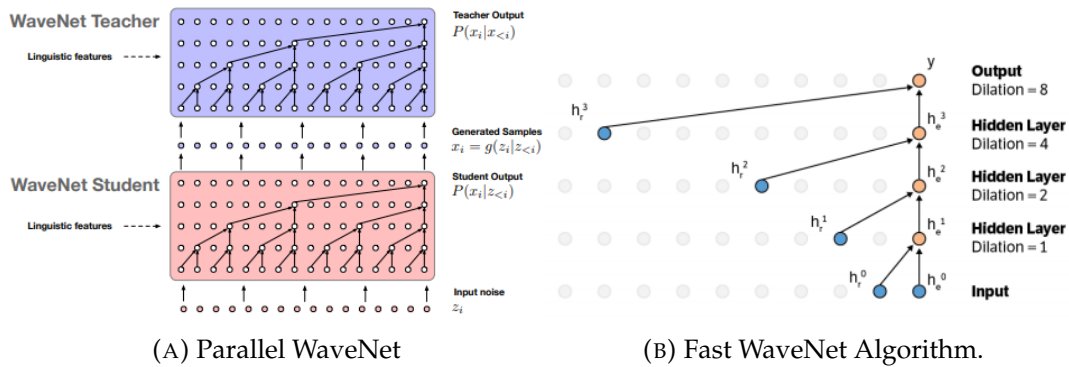 WaveNet Teacher
Linguistic features
Teacher Output
P(x_i|x_{<i})
Generated Samples
x_i = g(z_i|z_{<i})
WaveNet Student
Linguistic features
Student Output
P(x_i|z_{<i})
Input noise
z_i
(A) Parallel WaveNet
y
Output
Dilation = 8
h_r^3
h_e^3
Hidden Layer
Dilation = 4
h_r^2
h_e^2
Hidden Layer
Dilation = 2
h_r^1
h_e^1
Hidden Layer
Dilation = 1
h_r^0
h_e^0
Input
(B) Fast WaveNet Algorithm.